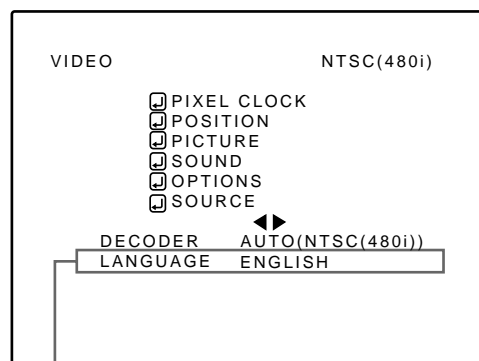 VIDEO NTSC(480i)
PIXEL CLOCK
POSITION
PICTURE
SOUND
OPTIONS
SOURCE
DECODER AUTO(NTSC(480i))
LANGUAGE ENGLISH